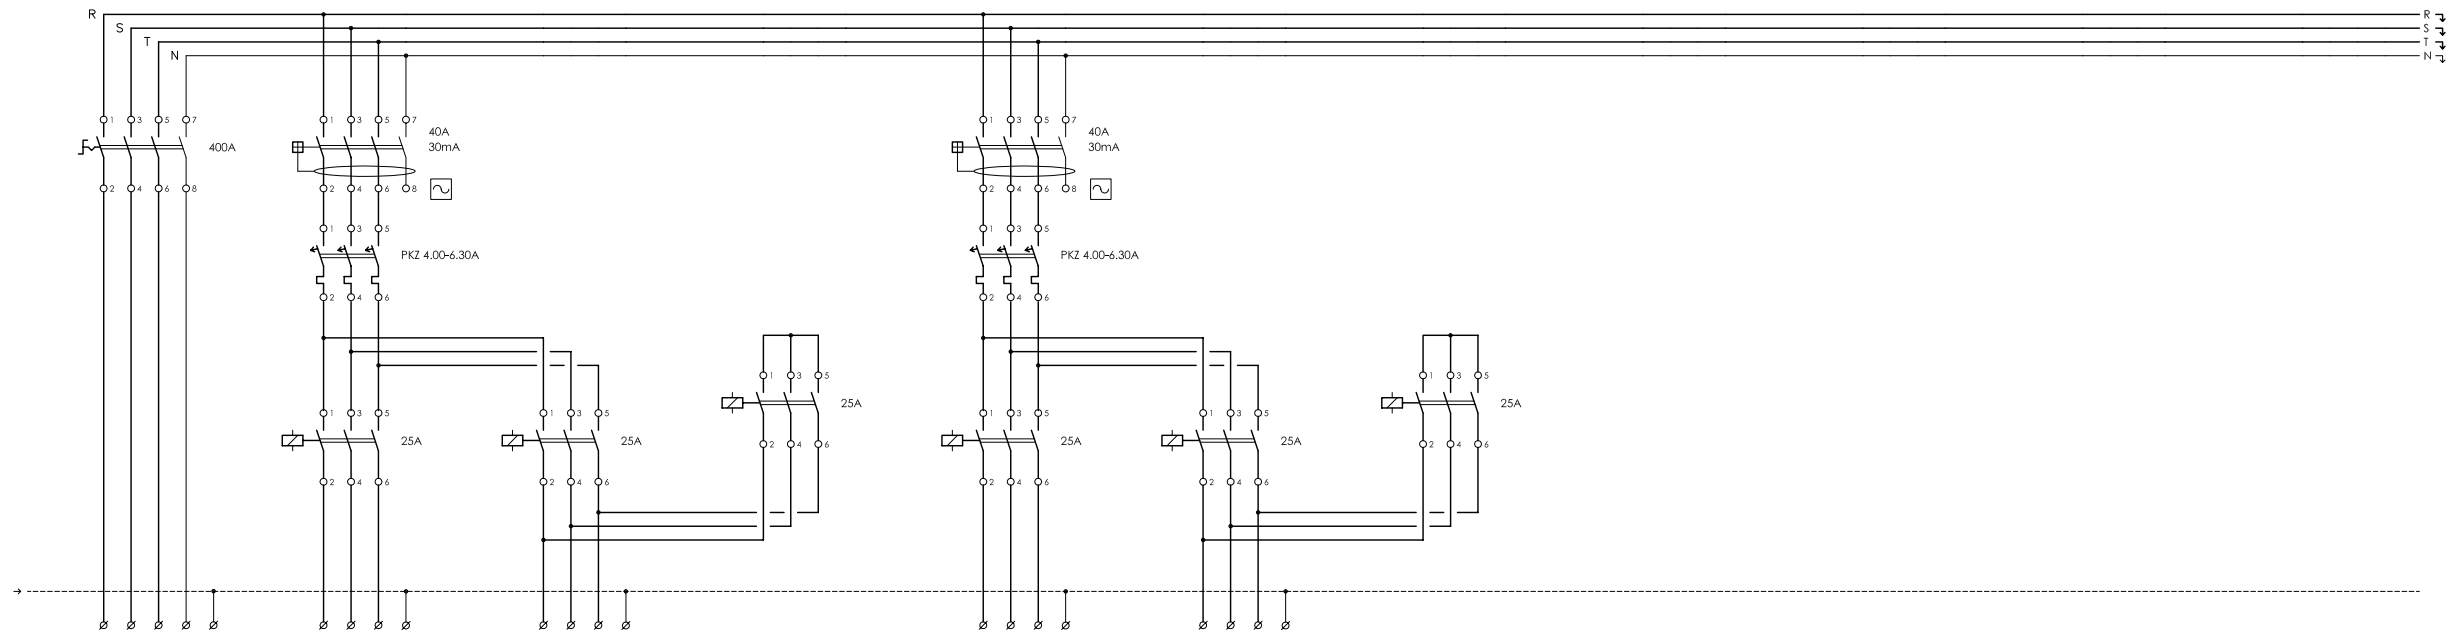 R R
S S
T T
N N
1 3 5 7 1 3 5 7 1 3 5 7
40A 40A
400A 30mA 30mA
2 4 6 8 2 4 6 8 2 4 6 8
1 3 5 1 3 5
PKZ 4.00-6.30A PKZ 4.00-6.30A
2 4 6 2 4 6
1 3 5 1 3 5
25A 25A
1 3 5 1 3 5 1 3 5 1 3 5
25A 25A 25A 25A
2 4 6 2 4 6
2 4 6 2 4 6 2 4 6 2 4 6